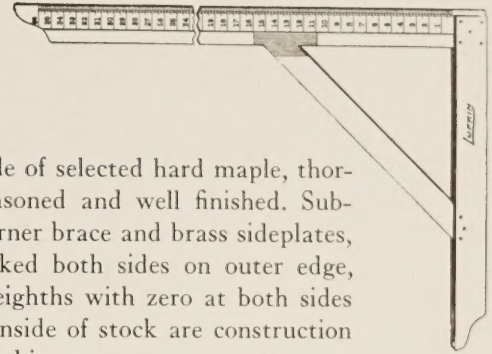 LUFKIN
le of selected hard maple, thor-
asoned and well finished. Sub-
rner brace and brass sideplates,
ked both sides on outer edge,
eighths with zero at both sides
nside of stock are construction